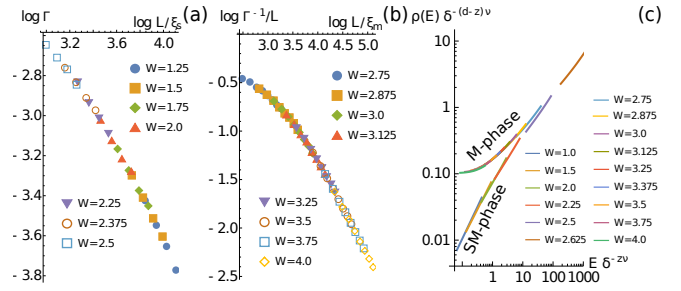 log Γ
log L/ξs
(a)
3.0 3.3 3.6 3.9 4.1
- 2.8
- 3.0
- 3.2
- 3.4
- 3.6
- 3.8
W=1.25
W=1.5
W=1.75
W=2.0
W=2.25
W=2.375
W=2.5
log Γ -1/L
log L/ξm
(b)
3.0 3.5 4.0 4.5 5.0
- 0.5
- 1.0
- 1.5
- 2.0
- 2.5
W=2.75
W=2.875
W=3.0
W=3.125
W=3.25
W=3.5
W=3.75
W=4.0
ρ(E) δ-(d-z)ν
(c)
10
1
0.10
0.01
M-phase
SM-phase
W=1.0
W=1.5
W=2.0
W=2.25
W=2.5
W=2.625
W=2.75
W=2.875
W=3.0
W=3.125
W=3.25
W=3.375
W=3.5
W=3.75
W=4.0
1 10 100 1000
E δ-zν